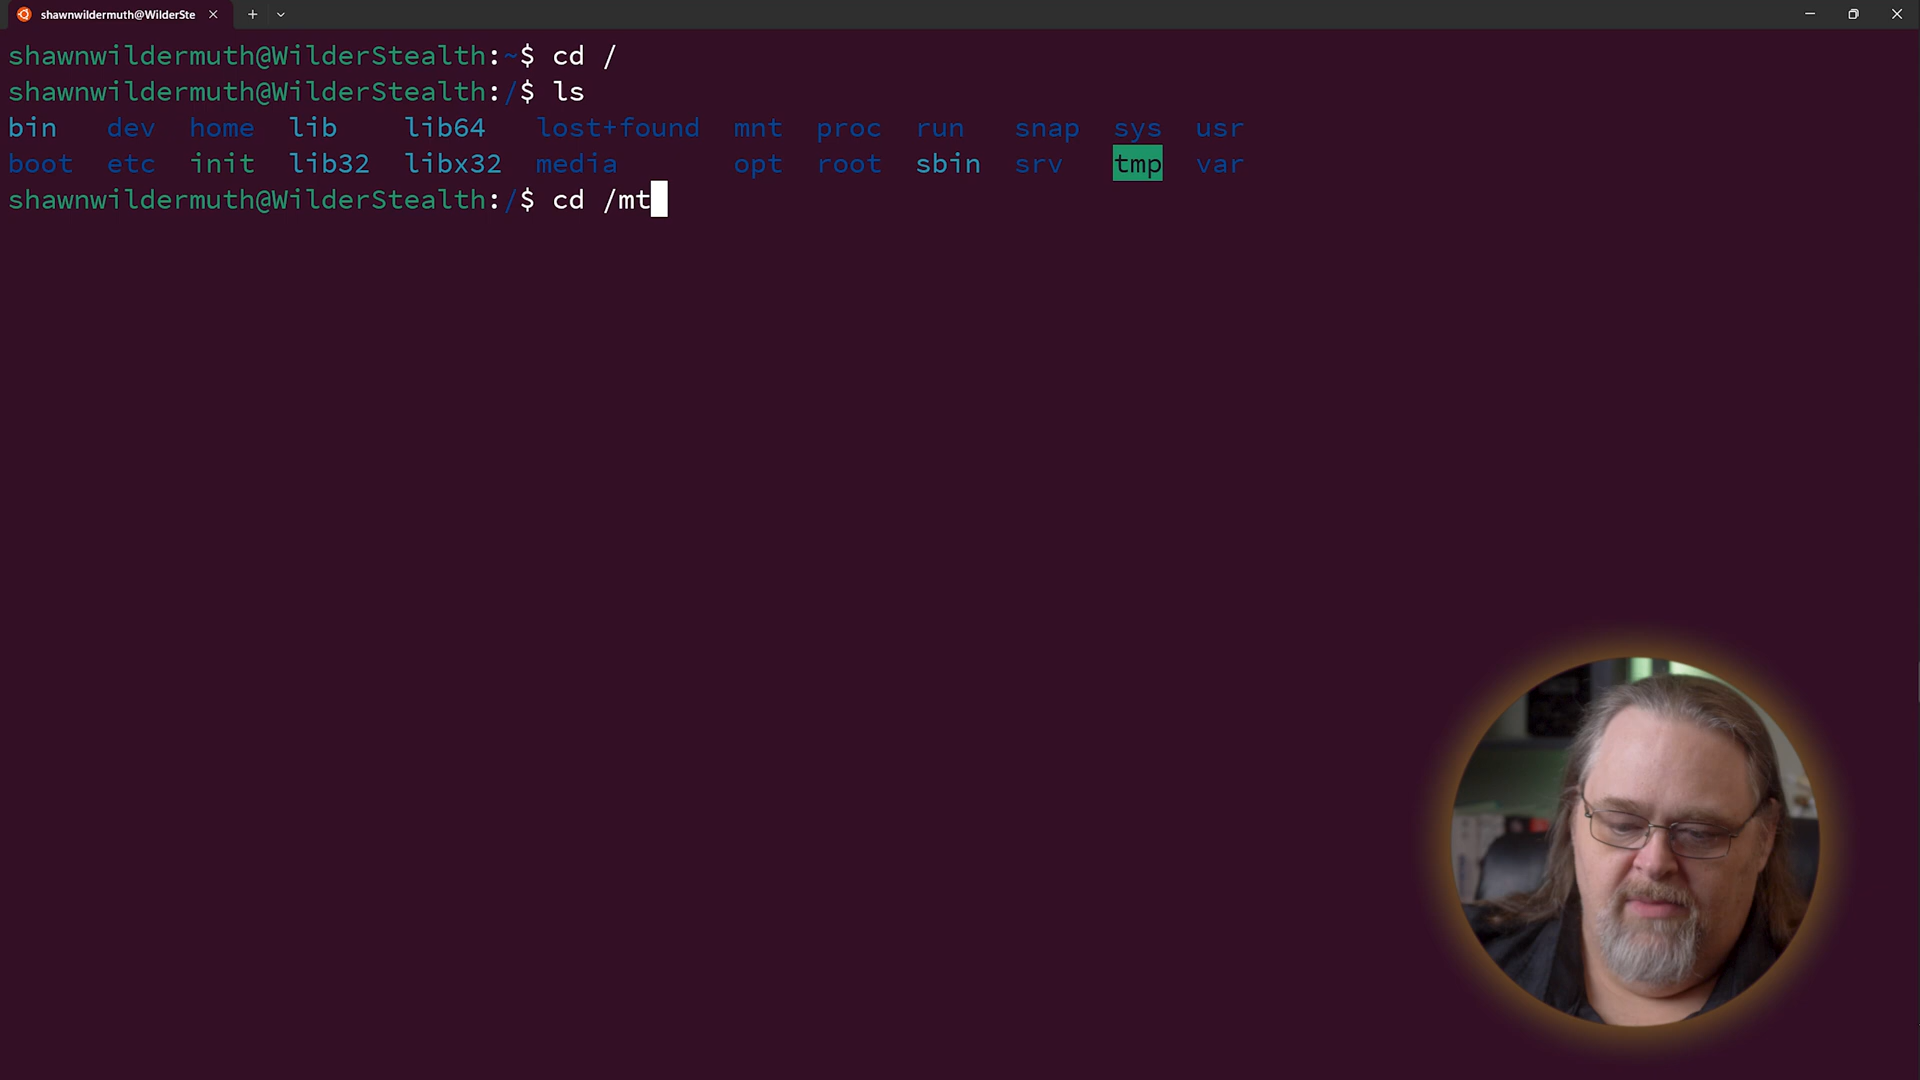 shawnwildermuth@WilderSte
shawnwildermuth@WilderStealth:~$ cd /
shawnwildermuth@WilderStealth:/$ ls
bin dev home lib lib64 lost+found mnt proc run snap sys usr
boot etc init lib32 libx32 media opt root sbin srv tmp var
shawnwildermuth@WilderStealth:/$ cd /mt